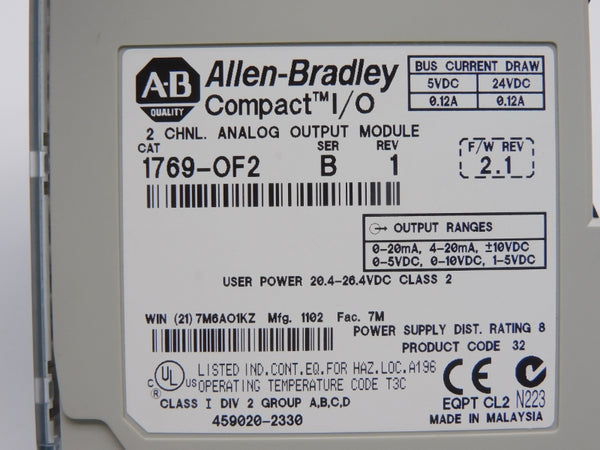 A-B
QUALITY
Allen-Bradley
Compact™ I/O
BUS CURRENT DRAW
5VDC 24VDC
0.12A 0.12A
2 CHNL. ANALOG OUTPUT MODULE
CAT SER REV
1769-OF2 B 1
F/W REV
2.1
OUTPUT RANGES
0-20mA, 4-20mA, ±10VDC
0-5VDC, 0-10VDC, 1-5VDC
USER POWER 20.4-26.4VDC CLASS 2
WIN (21) 7M6AO1KZ Mfg. 1102 Fac. 7M
POWER SUPPLY DIST. RATING 8
PRODUCT CODE 32
C UL US ®
LISTED IND.CONT.EQ.FOR HAZ.LOC.A196
OPERATING TEMPERATURE CODE T3C
CE
CLASS I DIV 2 GROUP A,B,C,D
EQPT CL2 N223
459020-2330
MADE IN MALAYSIA